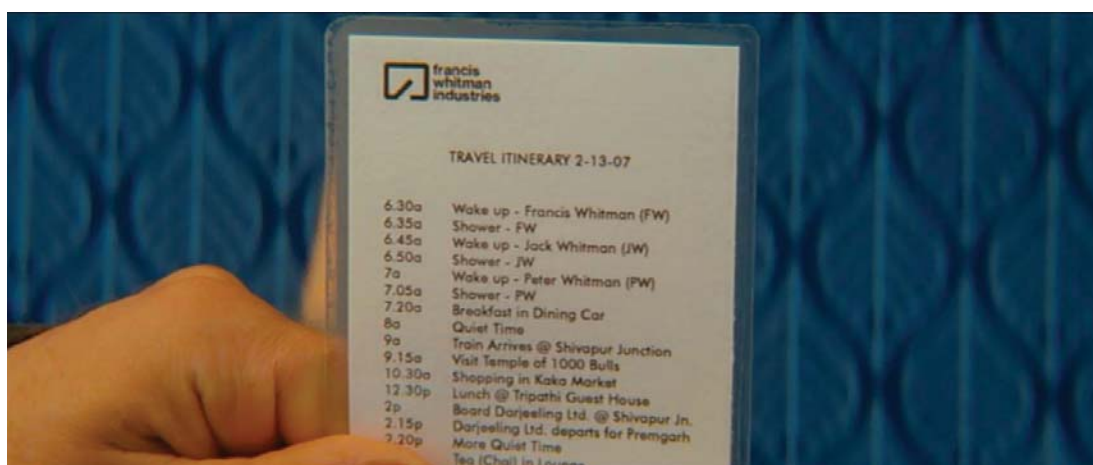 francis
whitman
industries
TRAVEL ITINERARY 2-13-07
6.30a Wake up - Francis Whitman (FW)
6.35a Shower - FW
6.45a Wake up - Jack Whitman (JW)
6.50a Shower - JW
7a Wake up - Peter Whitman (PW)
7.05a Shower - PW
7.20a Breakfast in Dining Car
8a Quiet Time
9a Train Arrives @ Shivapur Junction
9.15a Visit Temple of 1000 Bulls
10.30a Shopping in Kaka Market
12.30p Lunch @ Tripathi Guest House
2p Board Darjeeling Ltd. @ Shivapur Jn.
2.15p Darjeeling Ltd. departs for Premgarh
2.20p More Quiet Time
Tea (Chai) in Lounge